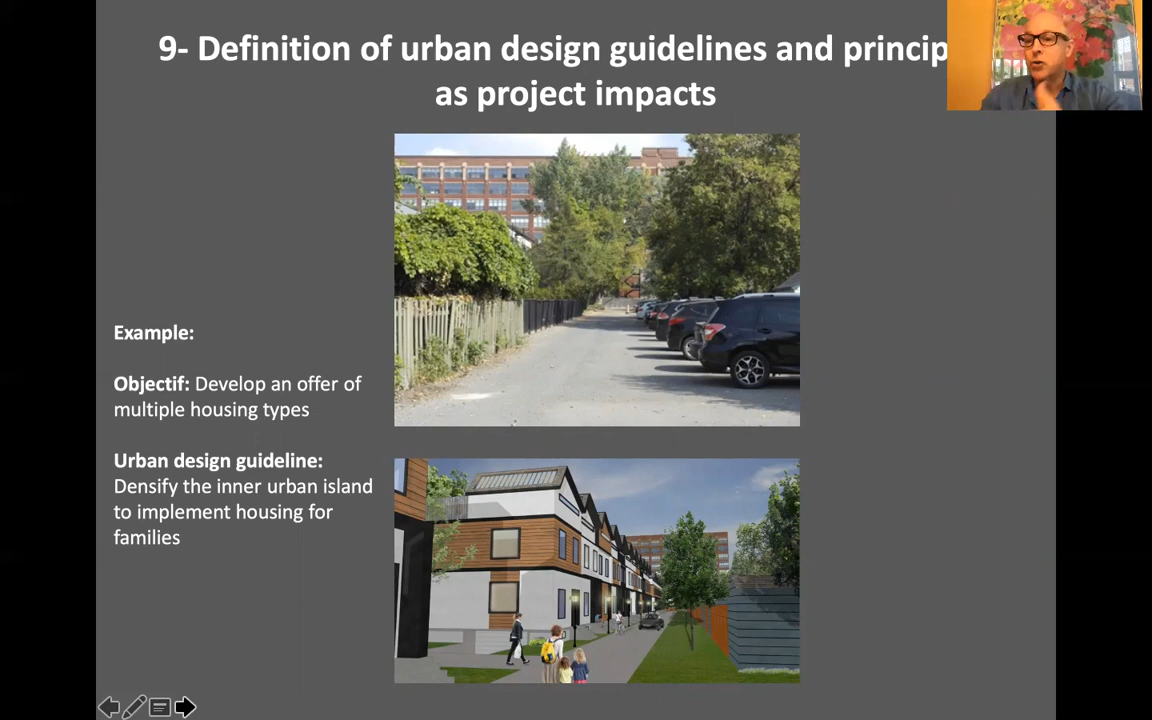 9- Definition of urban design guidelines and princip
as project impacts
Example:
Objectif: Develop an offer of
multiple housing types
Urban design guideline:
Densify the inner urban island
to implement housing for
families